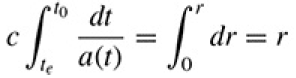 c ∫_{t_e}^{t_0} dt / a(t) = ∫_0^r dr = r